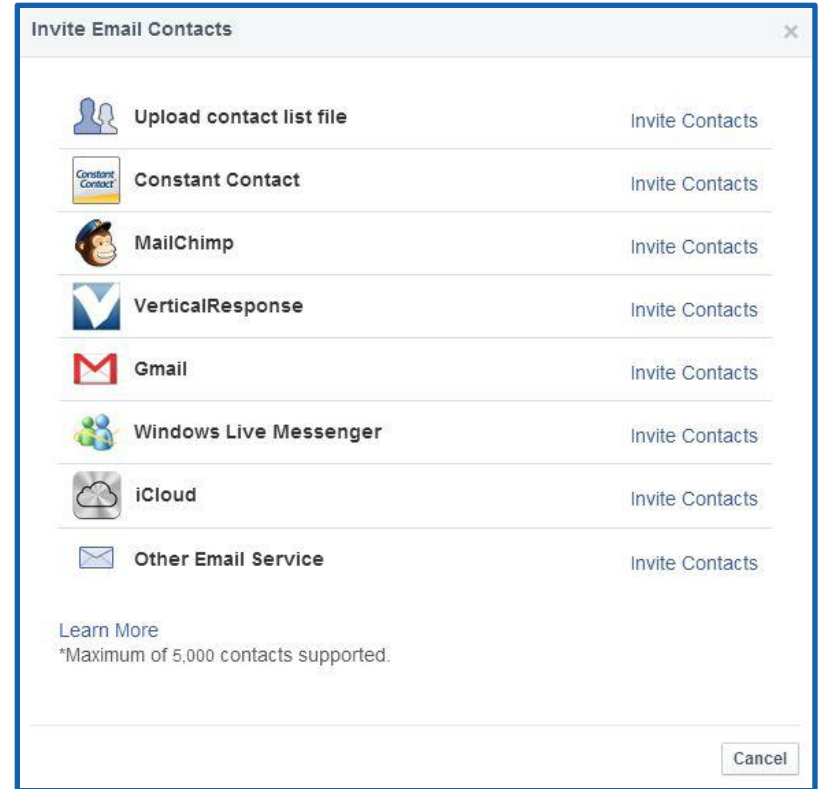 Invite Email Contacts ×
Upload contact list file Invite Contacts
Constant Contact Constant Contact Invite Contacts
MailChimp Invite Contacts
VerticalResponse Invite Contacts
Gmail Invite Contacts
Windows Live Messenger Invite Contacts
iCloud Invite Contacts
Other Email Service Invite Contacts
Learn More
*Maximum of 5,000 contacts supported.
Cancel